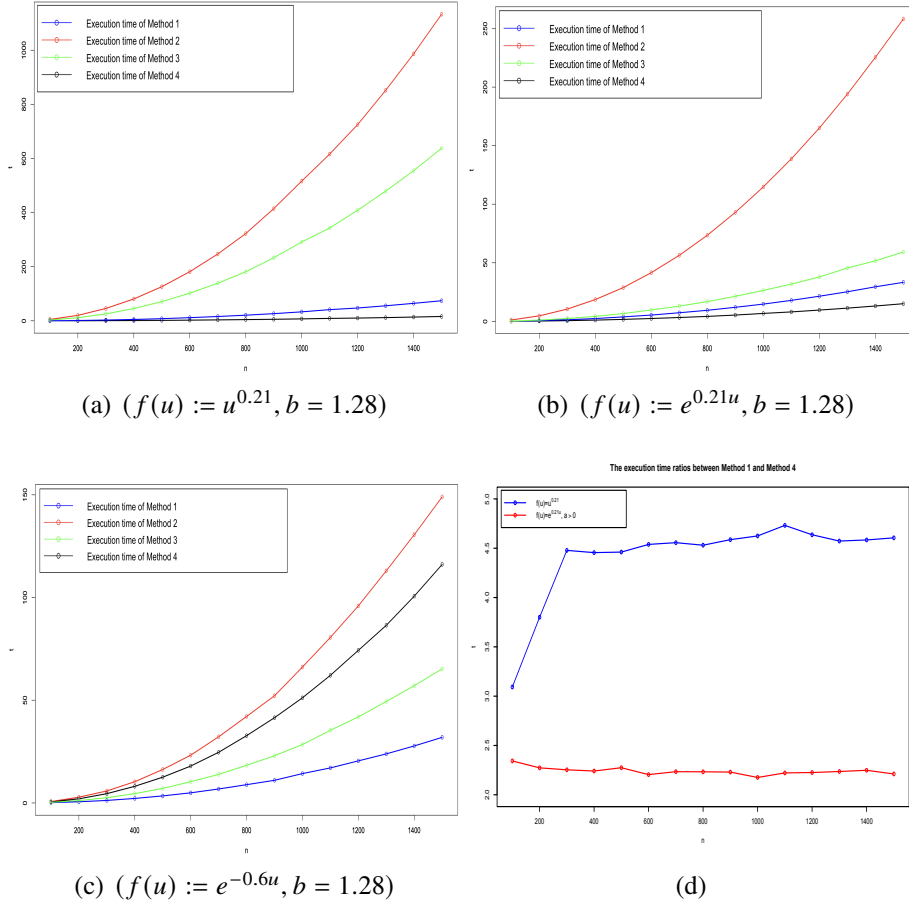 Execution time of Method 1
Execution time of Method 2
Execution time of Method 3
Execution time of Method 4
t
0 200 400 600 800 1000
200 400 600 800 1000 1200 1400
n
(a) (f(u) := u^0.21, b = 1.28)
Execution time of Method 1
Execution time of Method 2
Execution time of Method 3
Execution time of Method 4
t
0 50 100 150 200 250
200 400 600 800 1000 1200 1400
n
(b) (f(u) := e^0.21u, b = 1.28)
Execution time of Method 1
Execution time of Method 2
Execution time of Method 3
Execution time of Method 4
t
0 50 100 150
200 400 600 800 1000 1200 1400
n
(c) (f(u) := e^−0.6u, b = 1.28)
The execution time ratios between Method 1 and Method 4
f(u)=u^0.21
f(u)=e^0.21u, a > 0
t
2.0 2.5 3.0 3.5 4.0 4.5 5.0
200 400 600 800 1000 1200 1400
n
(d)